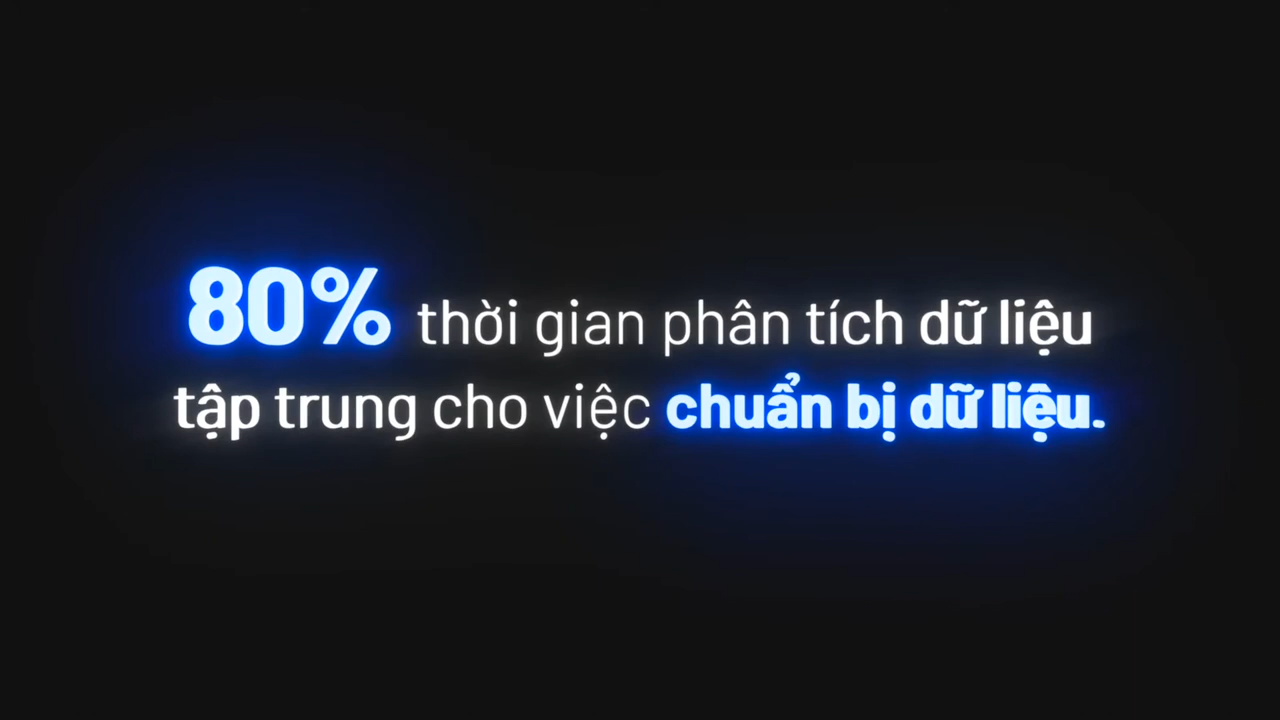 80% thời gian phân tích dữ liệu
tập trung cho việc chuẩn bị dữ liệu.